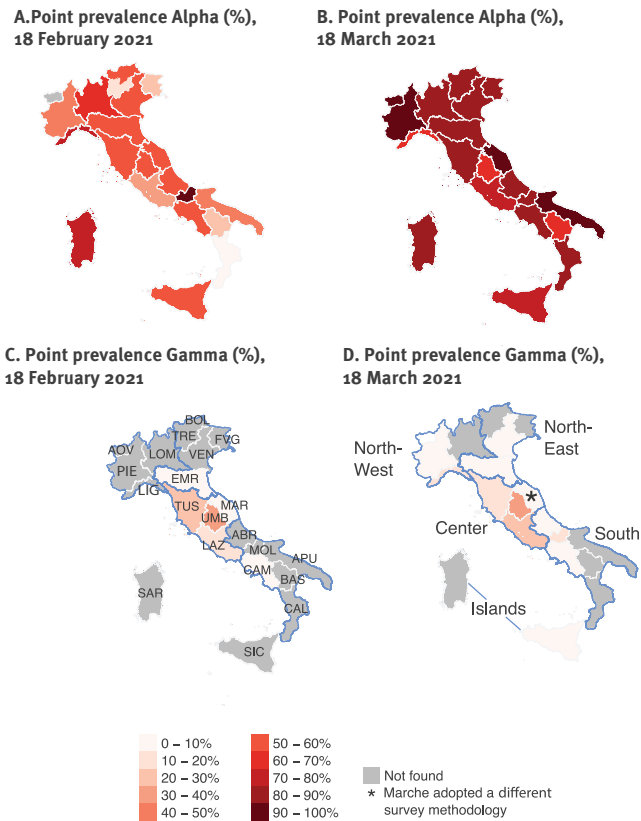 A.Point prevalence Alpha (%),
18 February 2021
B. Point prevalence Alpha (%),
18 March 2021
C. Point prevalence Gamma (%),
18 February 2021
BOL
TRE
FVG
AOV
LOM
VEN
PIE
EMR
LIG
TUS
MAR
UMB
ABR
LAZ
MOL
APU
CAM
BAS
SAR
CAL
SIC
D. Point prevalence Gamma (%),
18 March 2021
North-
West
North-
East
*
Center
South
Islands
0 – 10%
10 – 20%
20 – 30%
30 – 40%
40 – 50%
50 – 60%
60 – 70%
70 – 80%
80 – 90%
90 – 100%
Not found
* Marche adopted a different
survey methodology